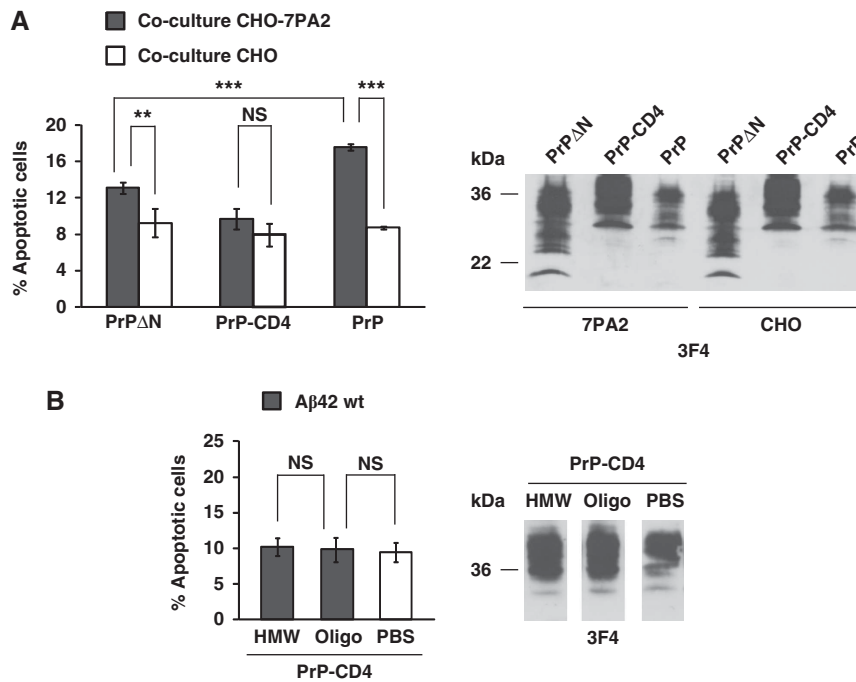 A
Co-culture CHO-7PA2
Co-culture CHO
% Apoptotic cells
20
16
12
8
4
0
***
**
NS
***
PrPΔN
PrP-CD4
PrP
kDa
PrPΔN
PrP-CD4
PrP
PrPΔN
PrP-CD4
PrP
36
22
7PA2
CHO
3F4
B
Aβ42 wt
% Apoptotic cells
25
20
15
10
5
0
NS
NS
HMW
Oligo
PBS
PrP-CD4
PrP-CD4
kDa
HMW
Oligo
PBS
36
3F4